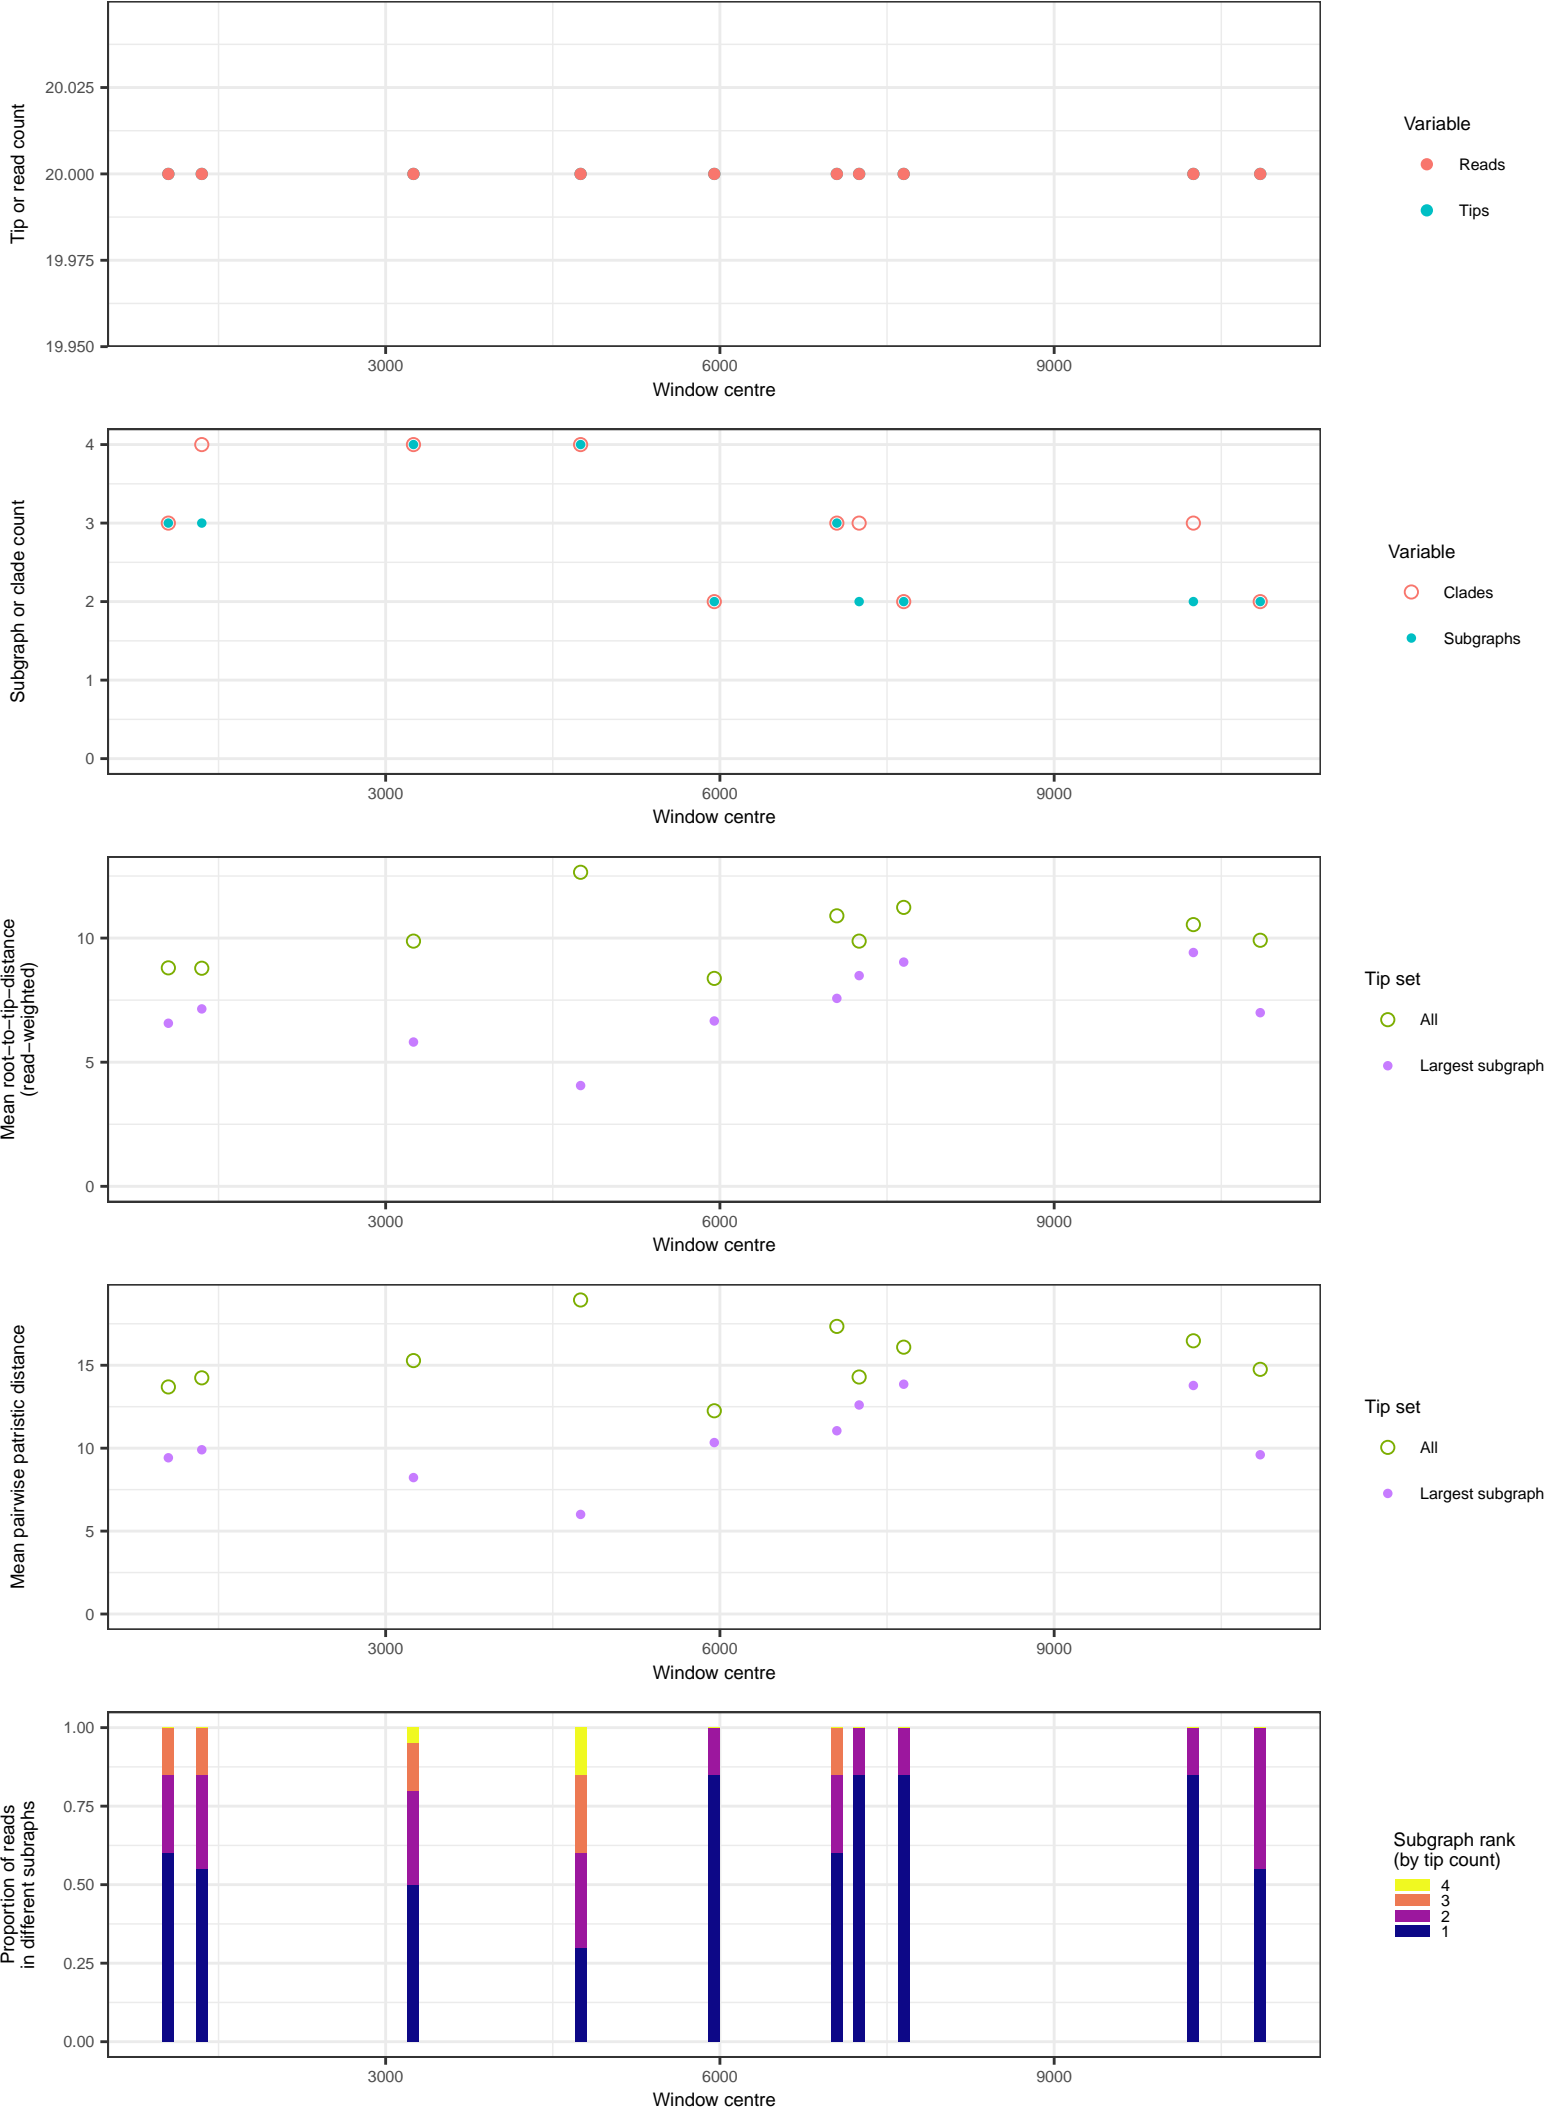 Tip or read count
20.025
20.000
19.975
19.950
3000 6000 9000
Window centre
Variable
Reads
Tips
Subgraph or clade count
4
3
2
1
0
3000 6000 9000
Window centre
Variable
Clades
Subgraphs
Mean root−to−tip−distance
(read−weighted)
10
5
0
3000 6000 9000
Window centre
Tip set
All
Largest subgraph
Mean pairwise patristic distance
15
10
5
0
3000 6000 9000
Window centre
Tip set
All
Largest subgraph
Proportion of reads
in different subraphs
1.00
0.75
0.50
0.25
0.00
3000 6000 9000
Window centre
Subgraph rank
(by tip count)
4
3
2
1